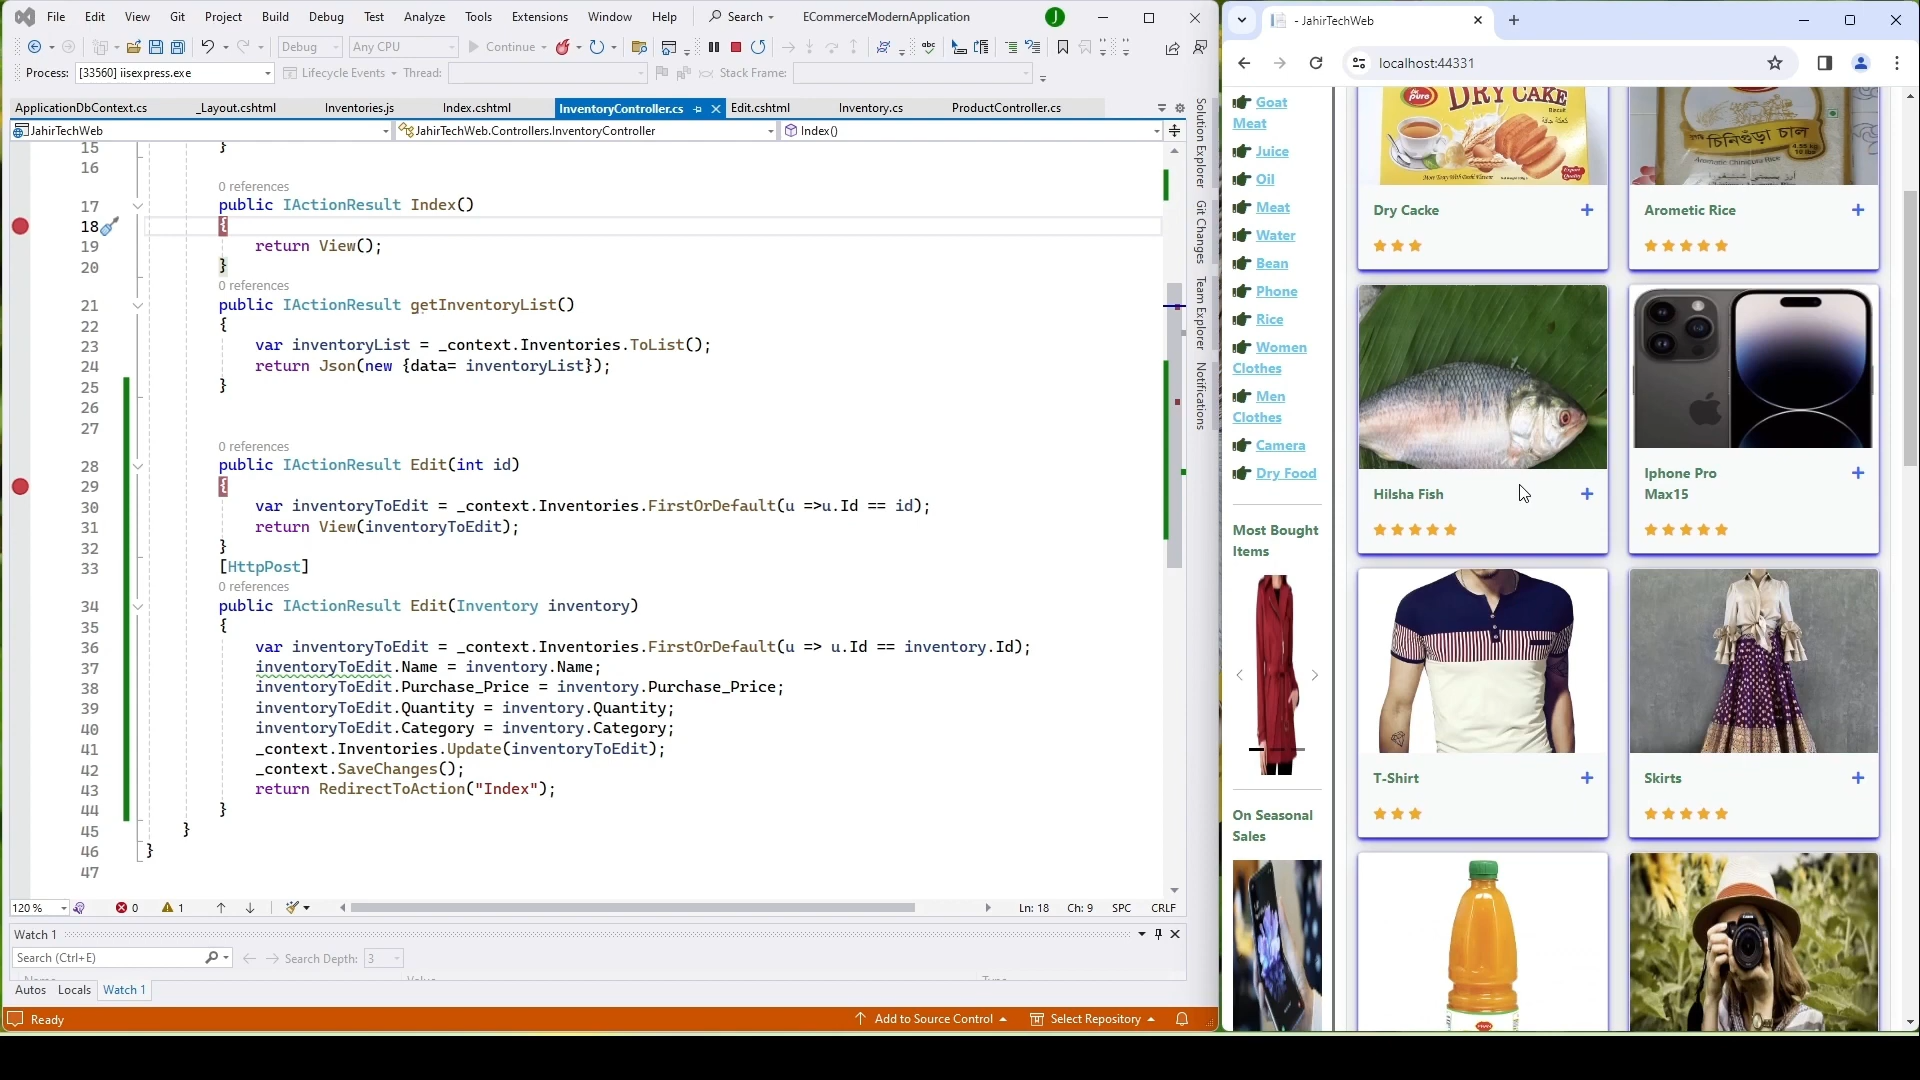 File Edit View Git Project Build Debug Test Analyze Tools Extensions Window Help Search ECommerceModernApplication J
Debug Any CPU Continue
Process: [33560] iisexpress.exe Lifecycle Events Thread: Stack Frame:
ApplicationDbContext.cs _Layout.cshtml Inventories.js Index.cshtml InventoryController.cs Edit.cshtml Inventory.cs ProductController.cs
JahirTechWeb JahirTechWeb.Controllers.InventoryController Index()
15 }
16
0 references
17 public IActionResult Index()
18 {
19 return View();
20 }
0 references
21 public IActionResult getInventoryList()
22 {
23 var inventoryList = _context.Inventories.ToList();
24 return Json(new {data= inventoryList});
25 }
26
27
0 references
28 public IActionResult Edit(int id)
29 {
30 var inventoryToEdit = _context.Inventories.FirstOrDefault(u =>u.Id == id);
31 return View(inventoryToEdit);
32 }
33 [HttpPost]
0 references
34 public IActionResult Edit(Inventory inventory)
35 {
36 var inventoryToEdit = _context.Inventories.FirstOrDefault(u => u.Id == inventory.Id);
37 inventoryToEdit.Name = inventory.Name;
38 inventoryToEdit.Purchase_Price = inventory.Purchase_Price;
39 inventoryToEdit.Quantity = inventory.Quantity;
40 inventoryToEdit.Category = inventory.Category;
41 _context.Inventories.Update(inventoryToEdit);
42 _context.SaveChanges();
43 return RedirectToAction("Index");
44 }
45 }
46 }
47
120 % 0 1 Ln: 18 Ch: 9 SPC CRLF
Watch 1
Search (Ctrl+E) Search Depth: 3
Name Value Type
Autos Locals Watch 1
Ready Add to Source Control Select Repository
Solution Explorer
Git Changes
Team Explorer
Notifications
- JahirTechWeb
localhost:44331
Goat
Meat
Juice
Oil
Meat
Water
Bean
Phone
Rice
Women
Clothes
Men
Clothes
Camera
Dry Food
Most Bought
Items
On Seasonal
Sales
DRY CAKE
চিনিগুঁড়া চাল
Dry Cacke +
Arometic Rice +
Hilsha Fish +
Iphone Pro
Max15 +
T-Shirt +
Skirts +